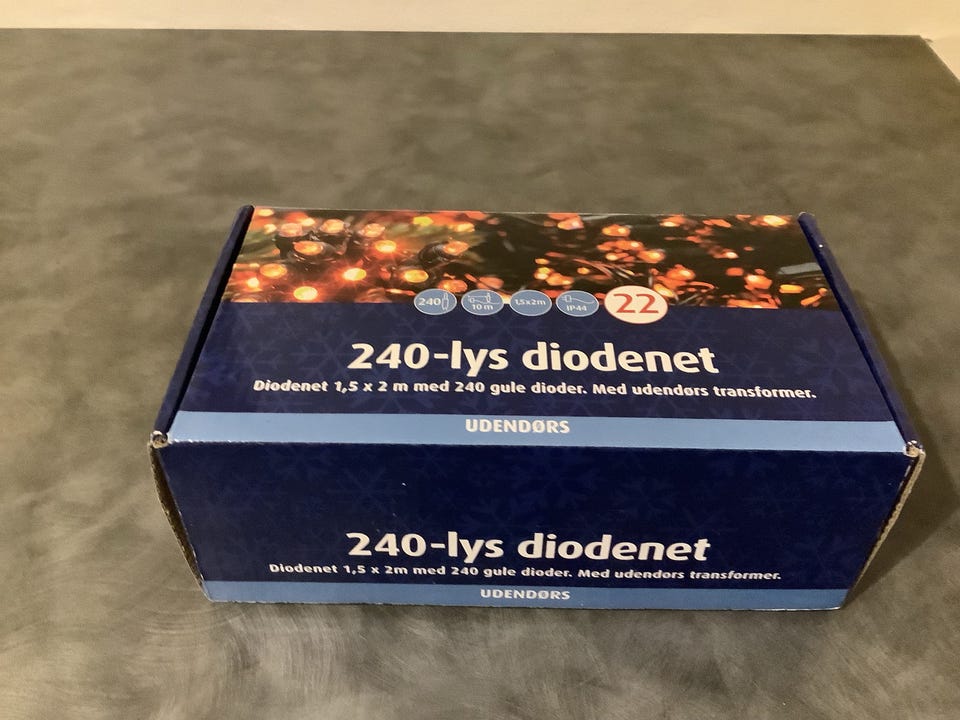 240 10 m 1,5x2m IP44 22
240-lys diodenet
Diodenet 1,5 x 2 m med 240 gule dioder. Med udendørs transformer.
UDENDØRS
240-lys diodenet
Diodenet 1,5 x 2m med 240 gule dioder. Med udendørs transformer.
UDENDØRS